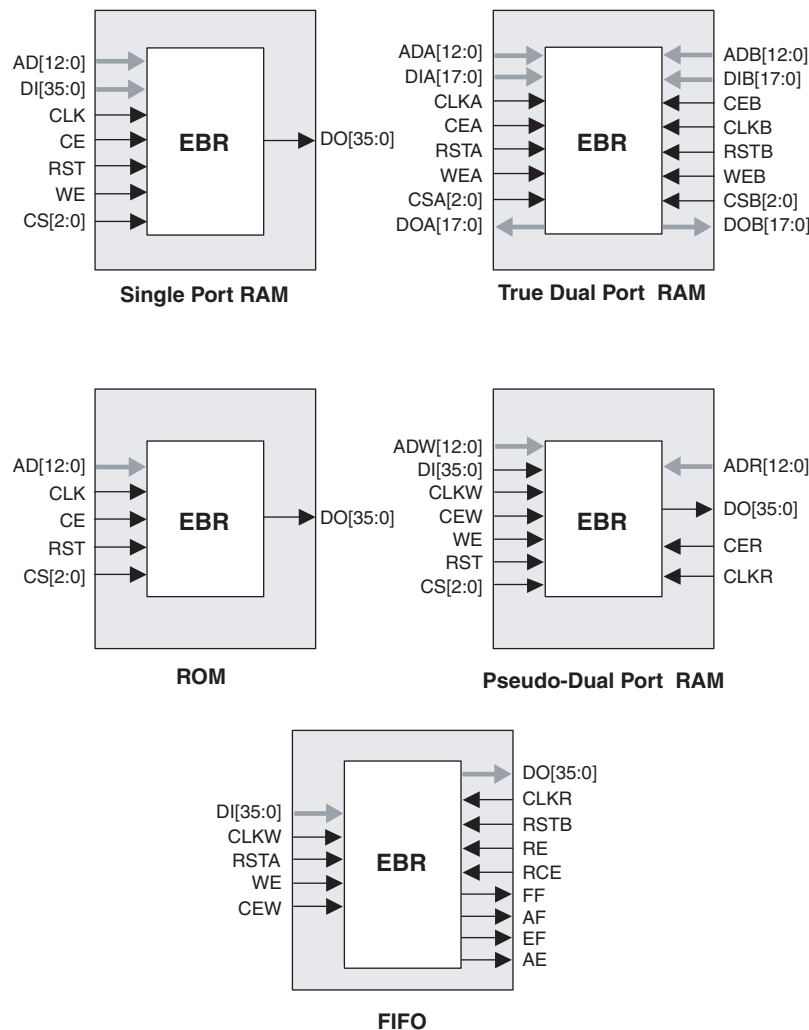 AD[12:0]
DI[35:0]
CLK
CE
RST
WE
CS[2:0]
EBR
DO[35:0]
Single Port RAM
ADA[12:0]
DIA[17:0]
CLKA
CEA
RSTA
WEA
CSA[2:0]
DOA[17:0]
EBR
ADB[12:0]
DIB[17:0]
CEB
CLKB
RSTB
WEB
CSB[2:0]
DOB[17:0]
True Dual Port RAM
AD[12:0]
CLK
CE
RST
CS[2:0]
EBR
DO[35:0]
ROM
ADW[12:0]
DI[35:0]
CLKW
CEW
WE
RST
CS[2:0]
EBR
ADR[12:0]
DO[35:0]
CER
CLKR
Pseudo-Dual Port RAM
DI[35:0]
CLKW
RSTA
WE
CEW
EBR
DO[35:0]
CLKR
RSTB
RE
RCE
FF
AF
EF
AE
FIFO